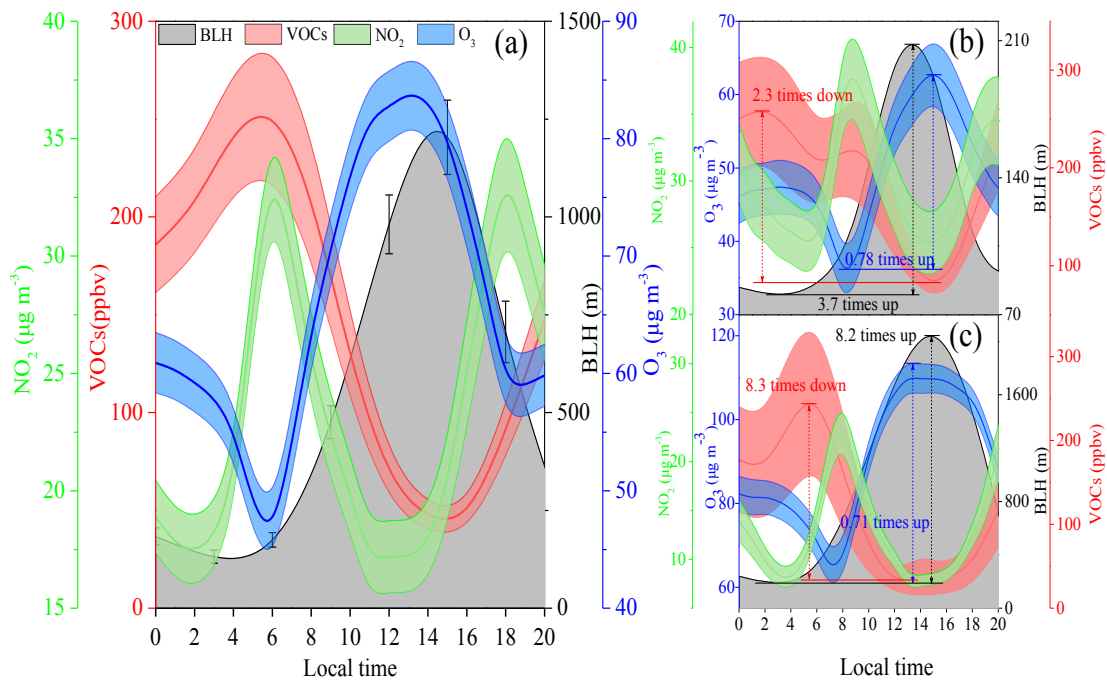 BLH VOCs NO₂ O₃
(a)
40
35
30
25
20
15
NO₂ (μg m⁻³)
300
200
100
0
VOCs(ppbv)
1500
1000
500
0
BLH (m)
90
80
70
60
50
40
O₃ (μg m⁻³)
0 2 4 6 8 10 12 14 16 18 20
Local time
(b)
40
30
20
NO₂ (μg m⁻³)
70
60
50
40
30
O₃ (μg m⁻³)
2.3 times down
0.78 times up
3.7 times up
210
140
70
BLH (m)
300
200
100
0
VOCs (ppbv)
(c)
30
20
10
NO₂ (μg m⁻³)
120
100
80
60
O₃ (μg m⁻³)
8.2 times up
8.3 times down
0.71 times up
1600
800
0
BLH (m)
300
200
100
0
VOCs (ppbv)
0 2 4 6 8 10 12 14 16 18 20
Local time